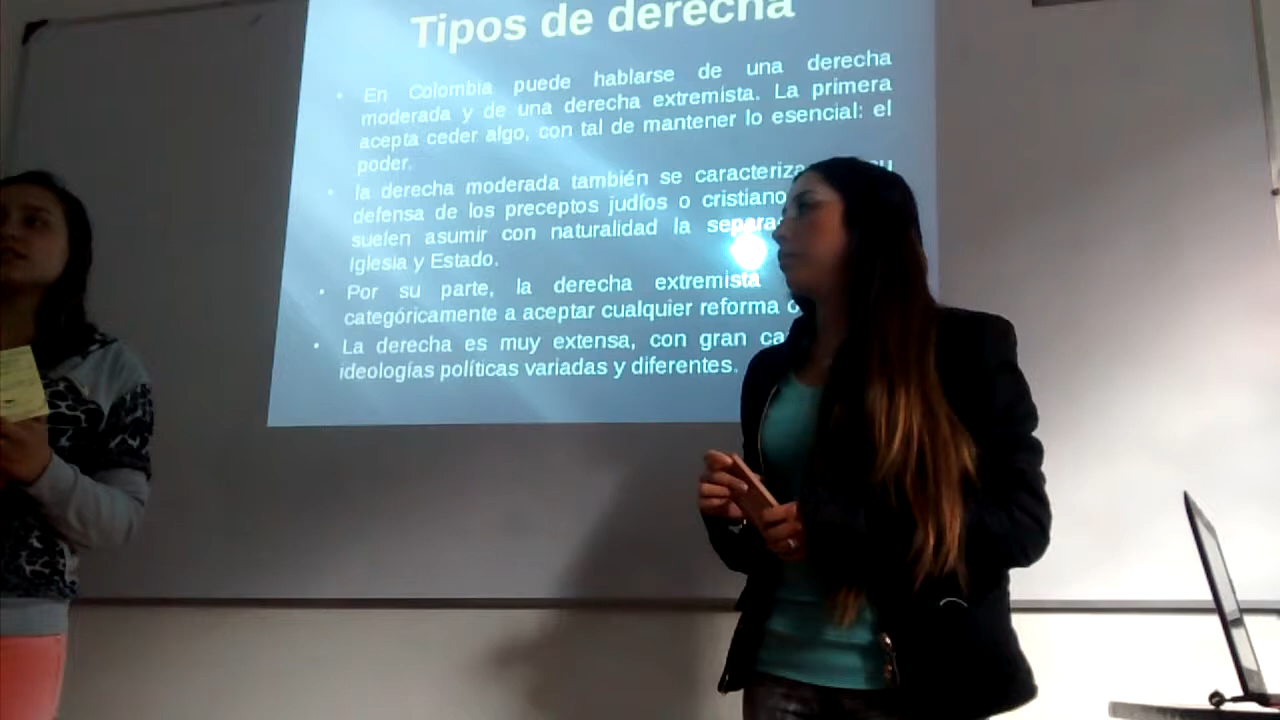 Tipos de derecha
• En Colombia puede hablarse de una derecha
moderada y de una derecha extremista. La primera
acepta ceder algo, con tal de mantener lo esencial: el
poder.
• la derecha moderada también se caracteriza su
defensa de los preceptos judíos o cristiano
suelen asumir con naturalidad la
Iglesia y Estado.
• Por su parte, la derecha extremista
categóricamente a aceptar cualquier reforma
• La derecha es muy extensa, con gran
ideologías políticas variadas y diferentes.